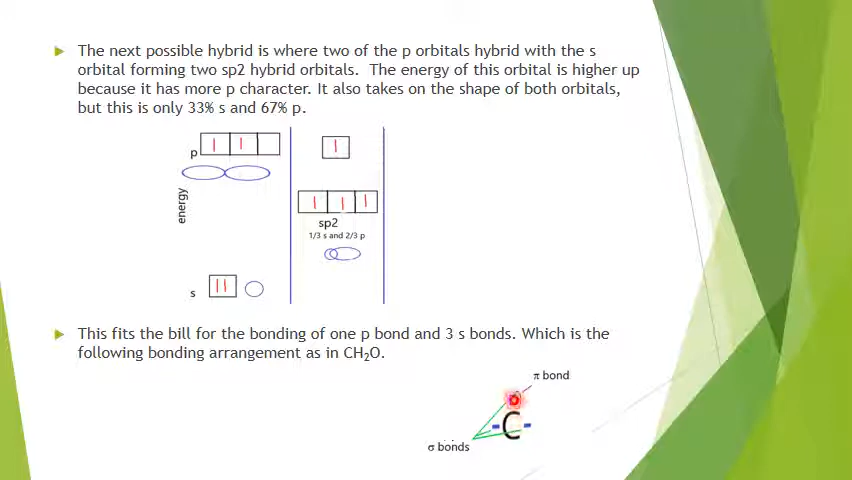 The next possible hybrid is where two of the p orbitals hybrid with the s
orbital forming two sp2 hybrid orbitals. The energy of this orbital is higher up
because it has more p character. It also takes on the shape of both orbitals,
but this is only 33% s and 67% p.
p
energy
sp2
1/3 s and 2/3 p
s
This fits the bill for the bonding of one p bond and 3 s bonds. Which is the
following bonding arrangement as in CH₂O.
π bond
C
σ bonds